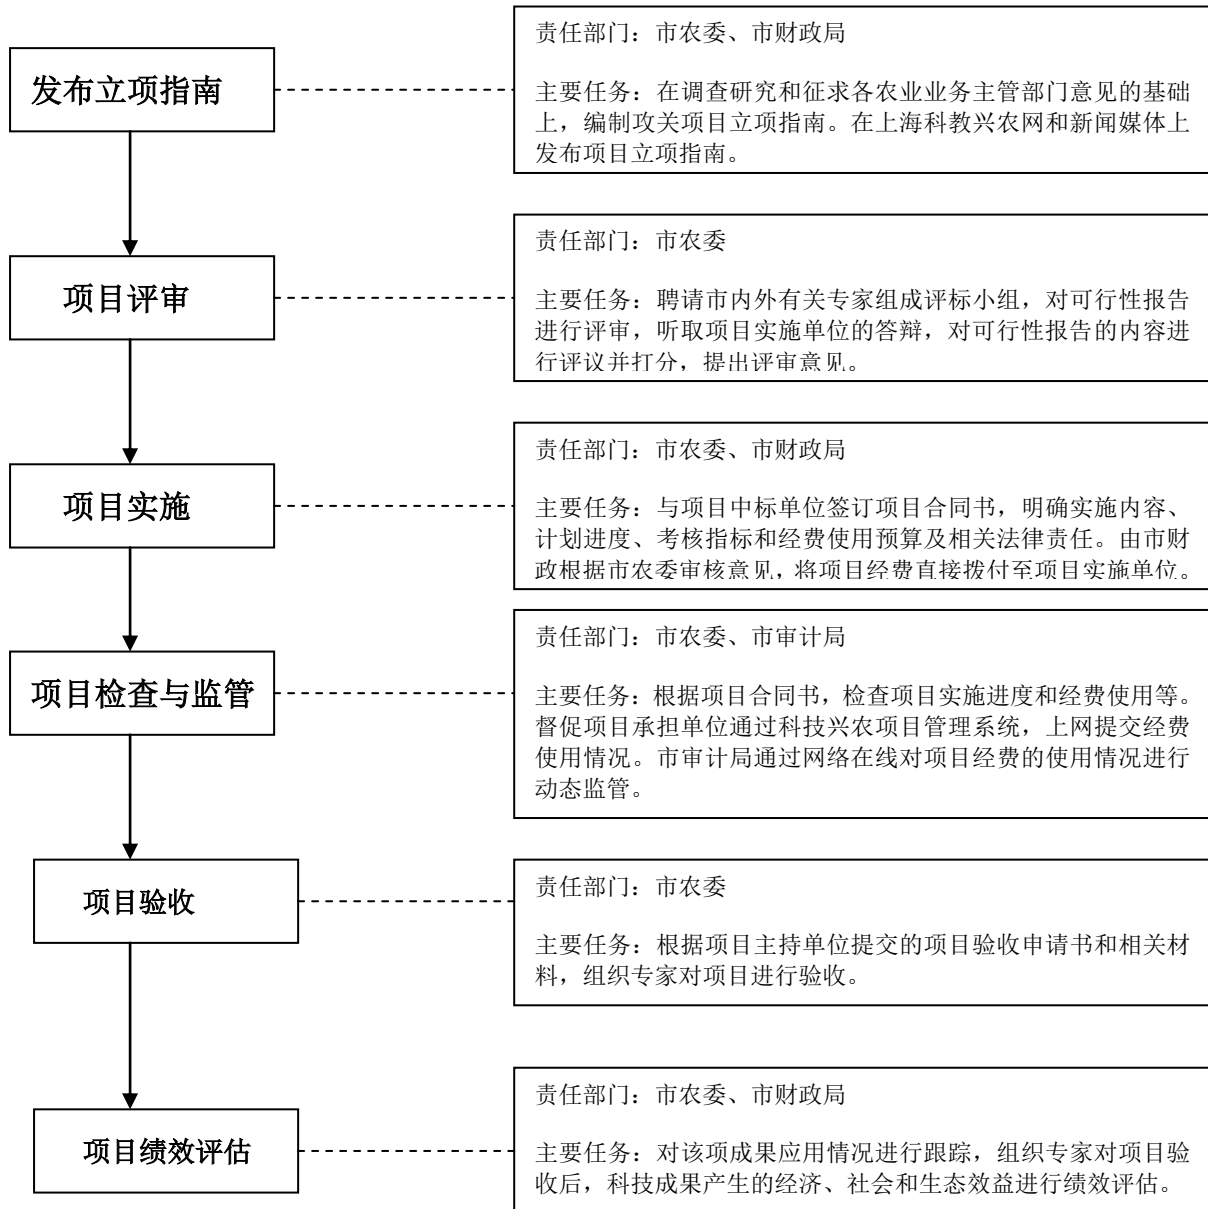 发布立项指南
责任部门：市农委、市财政局
主要任务：在调查研究和征求各农业业务主管部门意见的基础
上，编制攻关项目立项指南。在上海科教兴农网和新闻媒体上
发布项目立项指南。
项目评审
责任部门：市农委
主要任务：聘请市内外有关专家组成评标小组，对可行性报告
进行评审，听取项目实施单位的答辩，对可行性报告的内容进
行评议并打分，提出评审意见。
项目实施
责任部门：市农委、市财政局
主要任务：与项目中标单位签订项目合同书，明确实施内容、
计划进度、考核指标和经费使用预算及相关法律责任。由市财
政根据市农委审核意见，将项目经费直接拨付至项目实施单位。
项目检查与监管
责任部门：市农委、市审计局
主要任务：根据项目合同书，检查项目实施进度和经费使用等。
督促项目承担单位通过科技兴农项目管理系统，上网提交经费
使用情况。市审计局通过网络在线对项目经费的使用情况进行
动态监管。
项目验收
责任部门：市农委
主要任务：根据项目主持单位提交的项目验收申请书和相关材
料，组织专家对项目进行验收。
项目绩效评估
责任部门：市农委、市财政局
主要任务：对该项成果应用情况进行跟踪，组织专家对项目验
收后，科技成果产生的经济、社会和生态效益进行绩效评估。